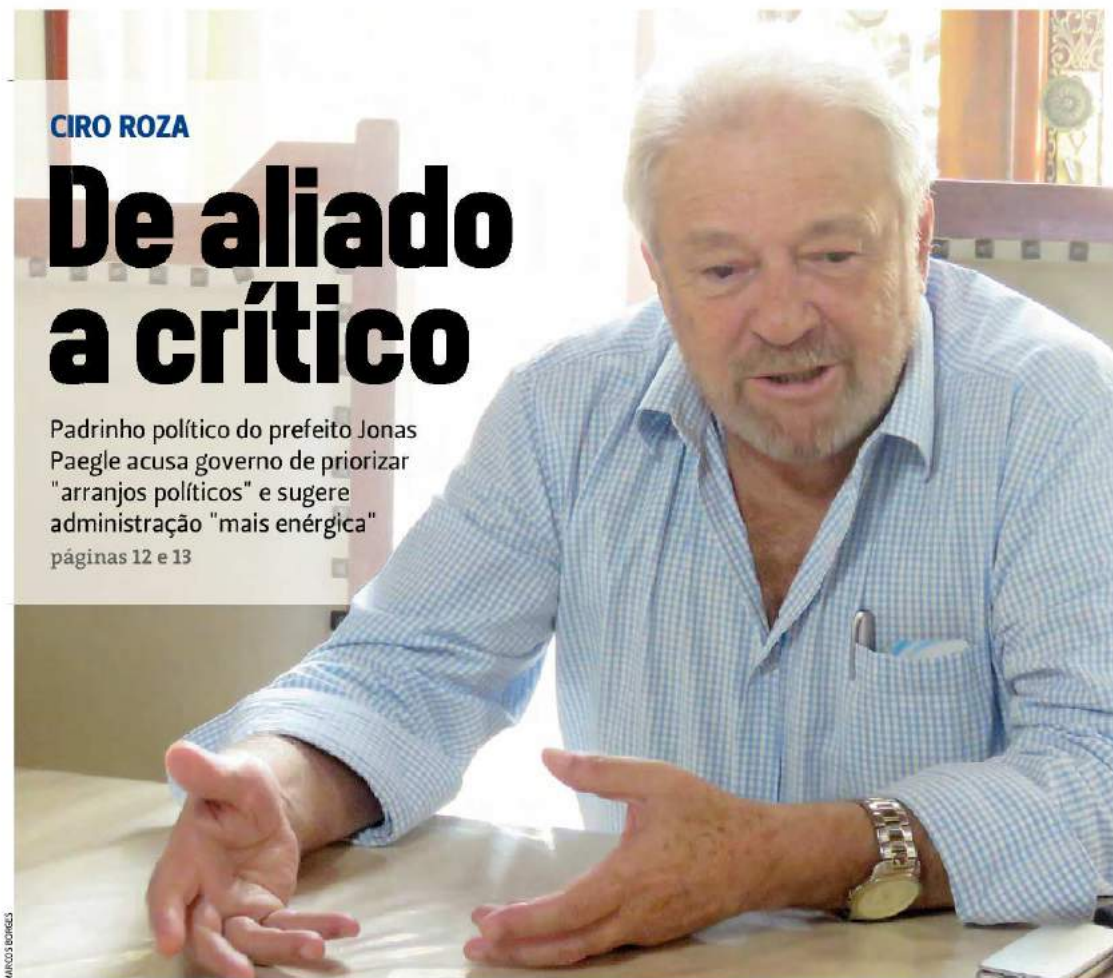 CIRO ROZA
De aliado
a crítico
Padrinho político do prefeito Jonas
Paegle acusa governo de priorizar
"arranjos políticos" e sugere
administração "mais enérgica"
páginas 12 e 13
MARCOS BORGES